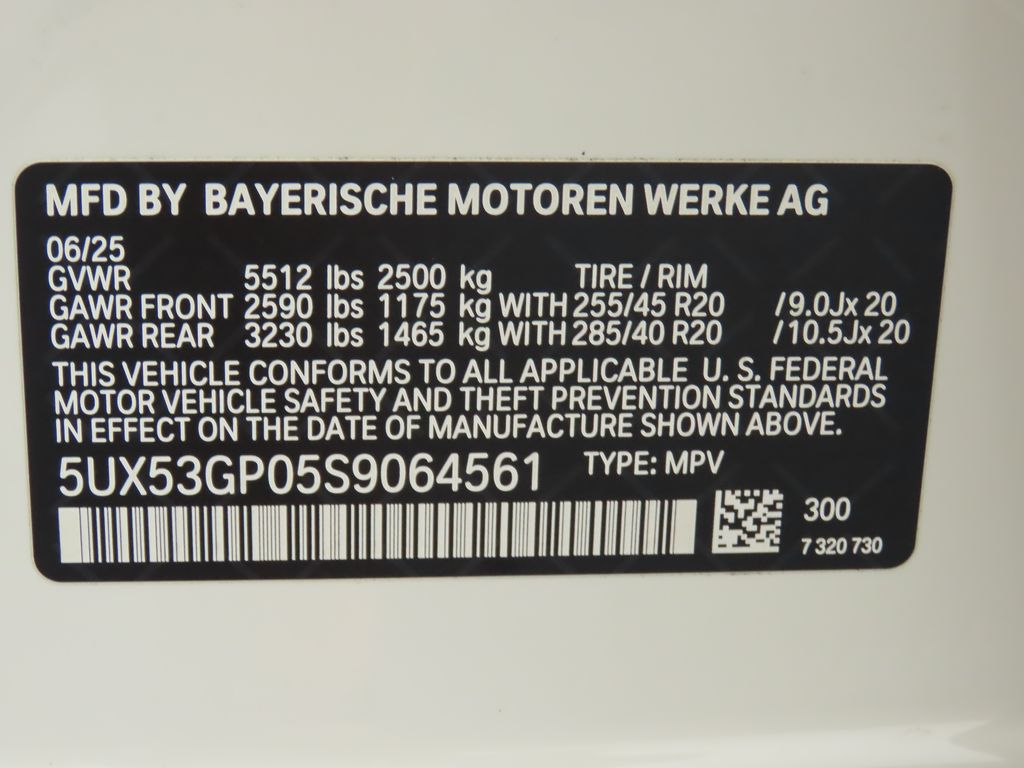 MFD BY BAYERISCHE MOTOREN WERKE AG
06/25
GVWR 5512 lbs 2500 kg TIRE / RIM
GAWR FRONT 2590 lbs 1175 kg WITH 255/45 R20 /9.0Jx 20
GAWR REAR 3230 lbs 1465 kg WITH 285/40 R20 /10.5Jx 20
THIS VEHICLE CONFORMS TO ALL APPLICABLE U. S. FEDERAL
MOTOR VEHICLE SAFETY AND THEFT PREVENTION STANDARDS
IN EFFECT ON THE DATE OF MANUFACTURE SHOWN ABOVE.
5UX53GP05S9064561 TYPE: MPV
300
7 320 730